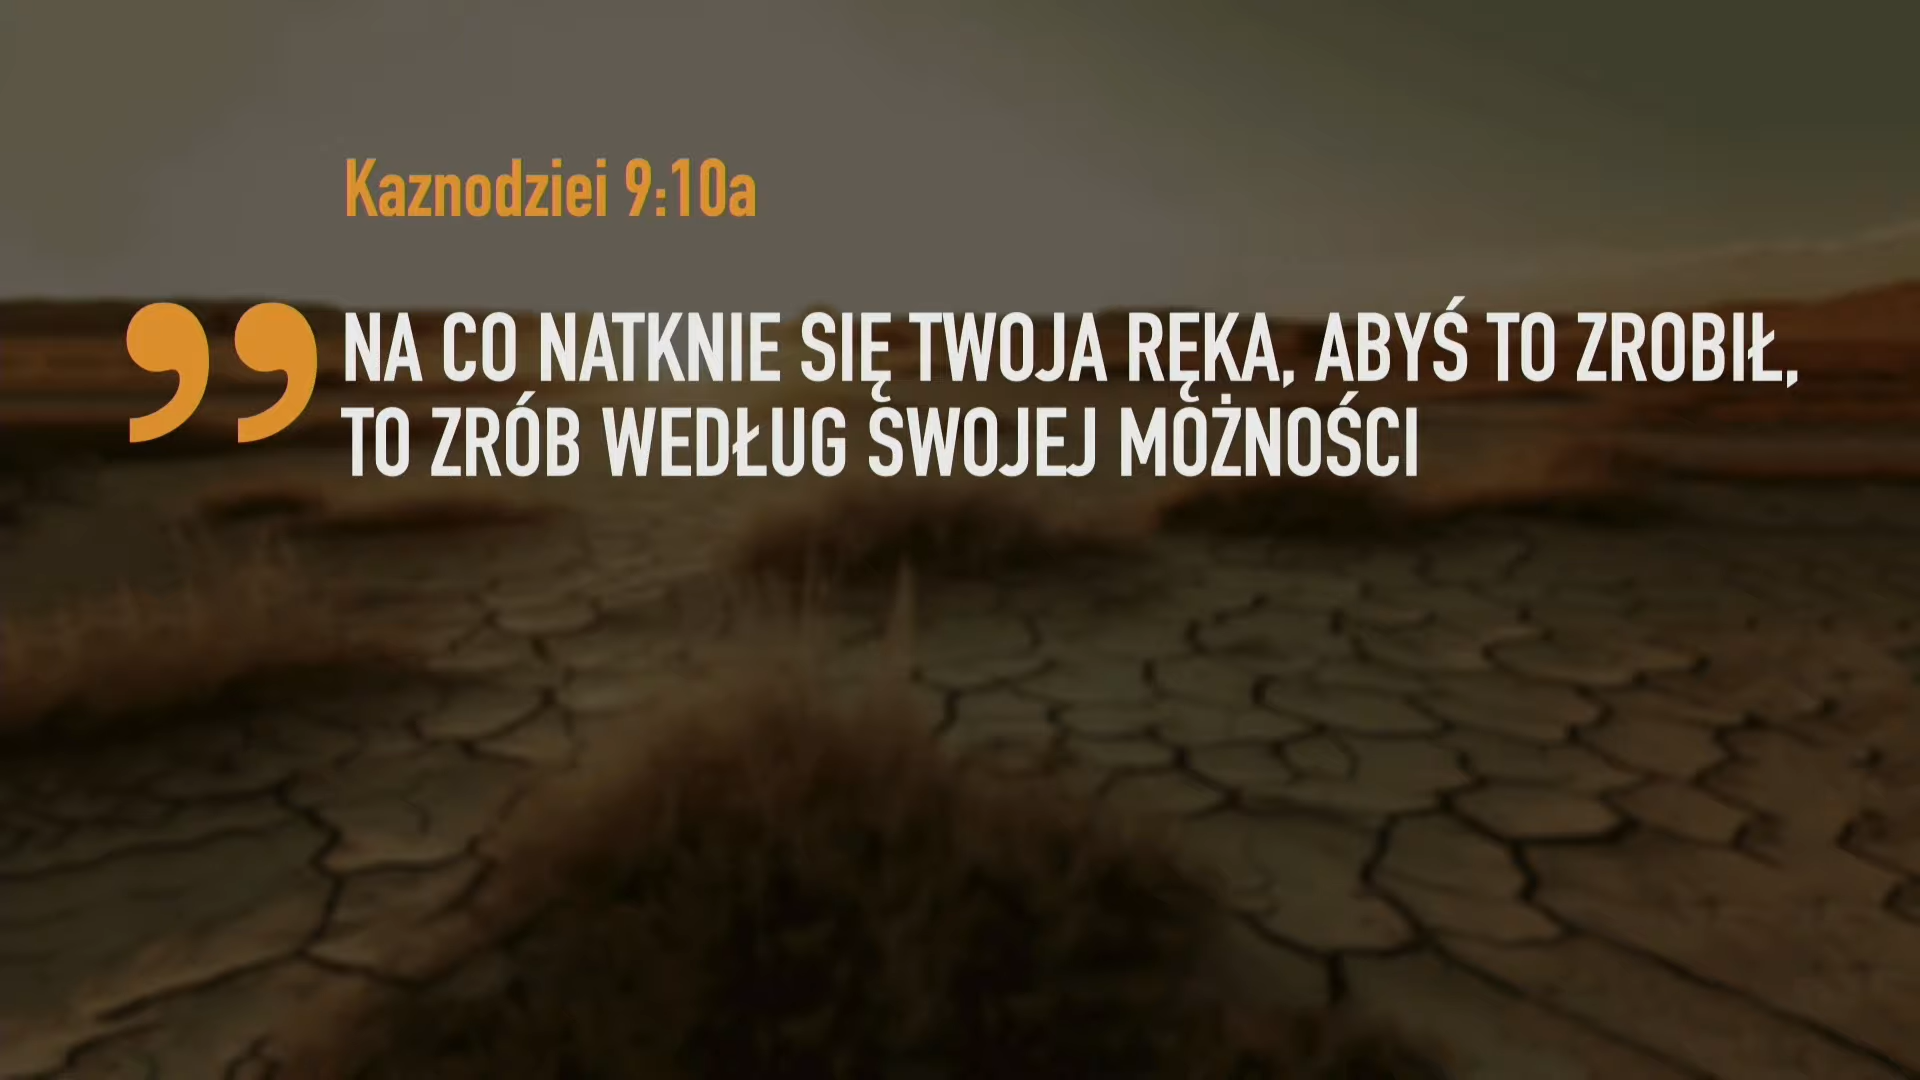 Kaznodziei 9:10a
” NA CO NATKNIE SIĘ TWOJA RĘKA, ABYŚ TO ZROBIŁ,
TO ZRÓB WEDŁUG SWOJEJ MOŻNOŚCI